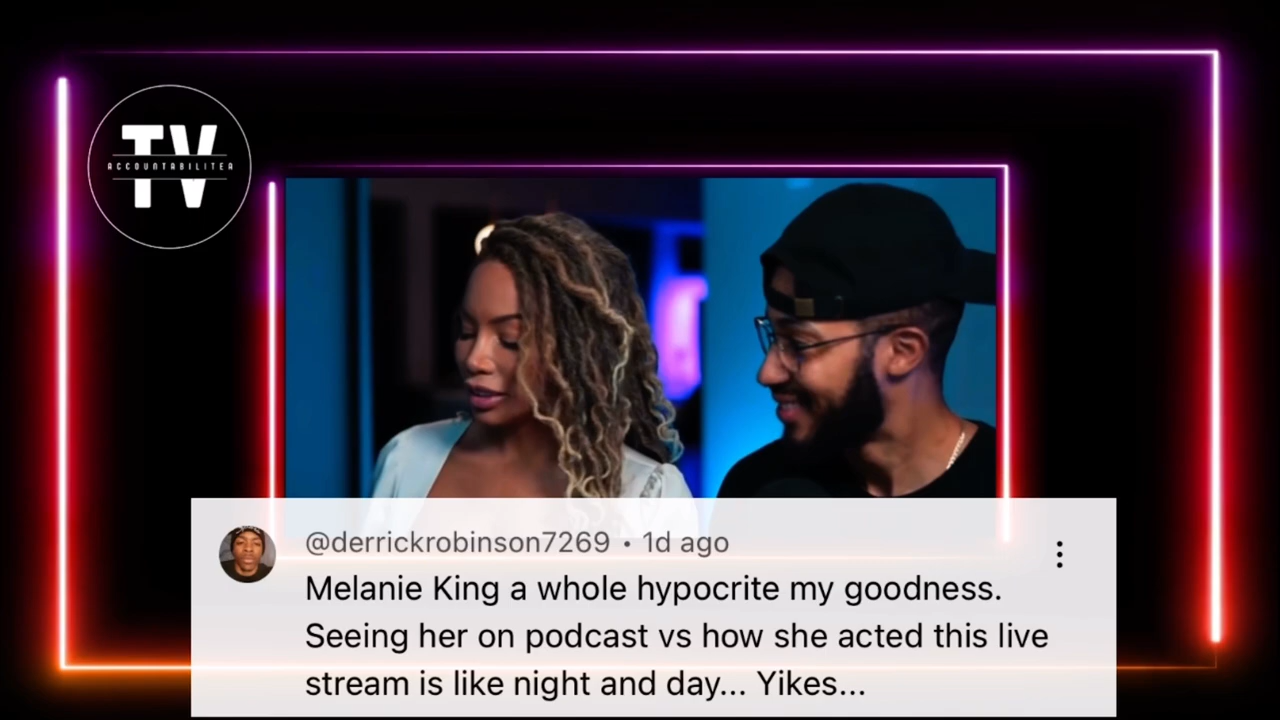 TV
ACCOUNTABILITEA
@derrickrobinson7269 • 1d ago
Melanie King a whole hypocrite my goodness.
Seeing her on podcast vs how she acted this live
stream is like night and day... Yikes...